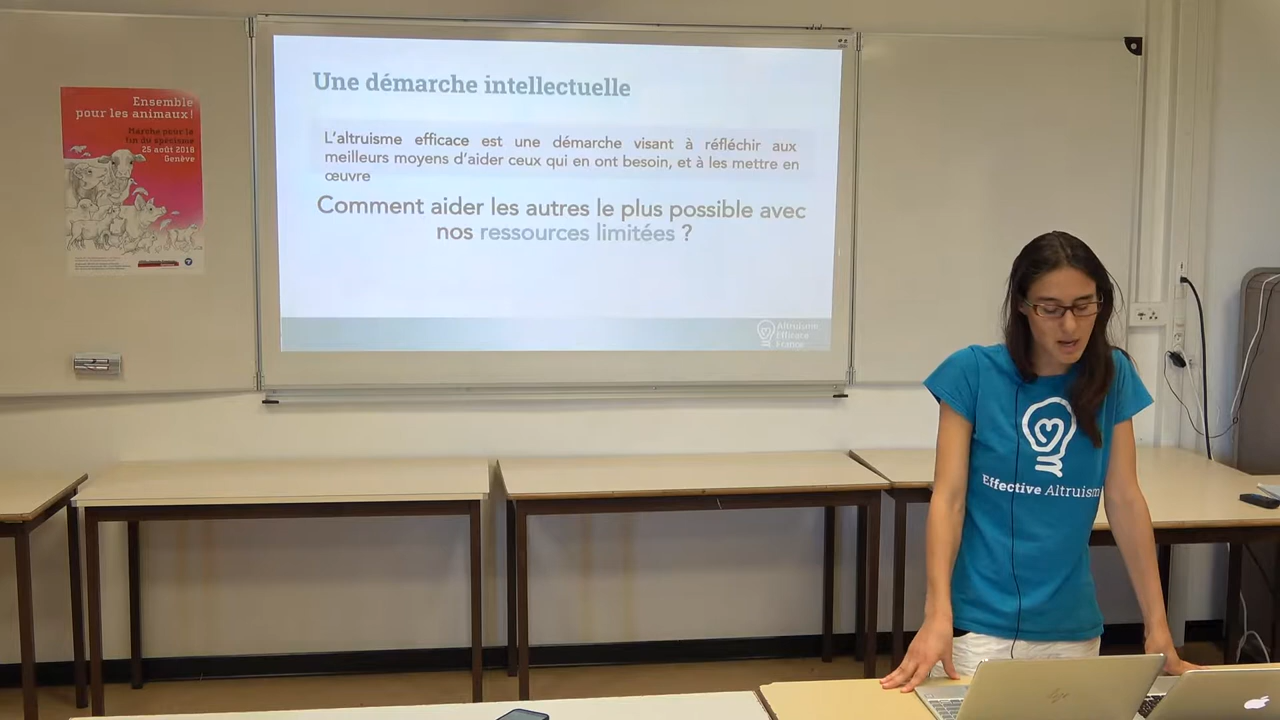 Ensemble
pour les animaux !
Marche pour la
fin du spécisme
25 août 2018
Genève
Une démarche intellectuelle
L'altruisme efficace est une démarche visant à réfléchir aux
meilleurs moyens d'aider ceux qui en ont besoin, et à les mettre en
œuvre
Comment aider les autres le plus possible avec
nos ressources limitées ?
Altruisme
Efficace
France
Effective Altruism